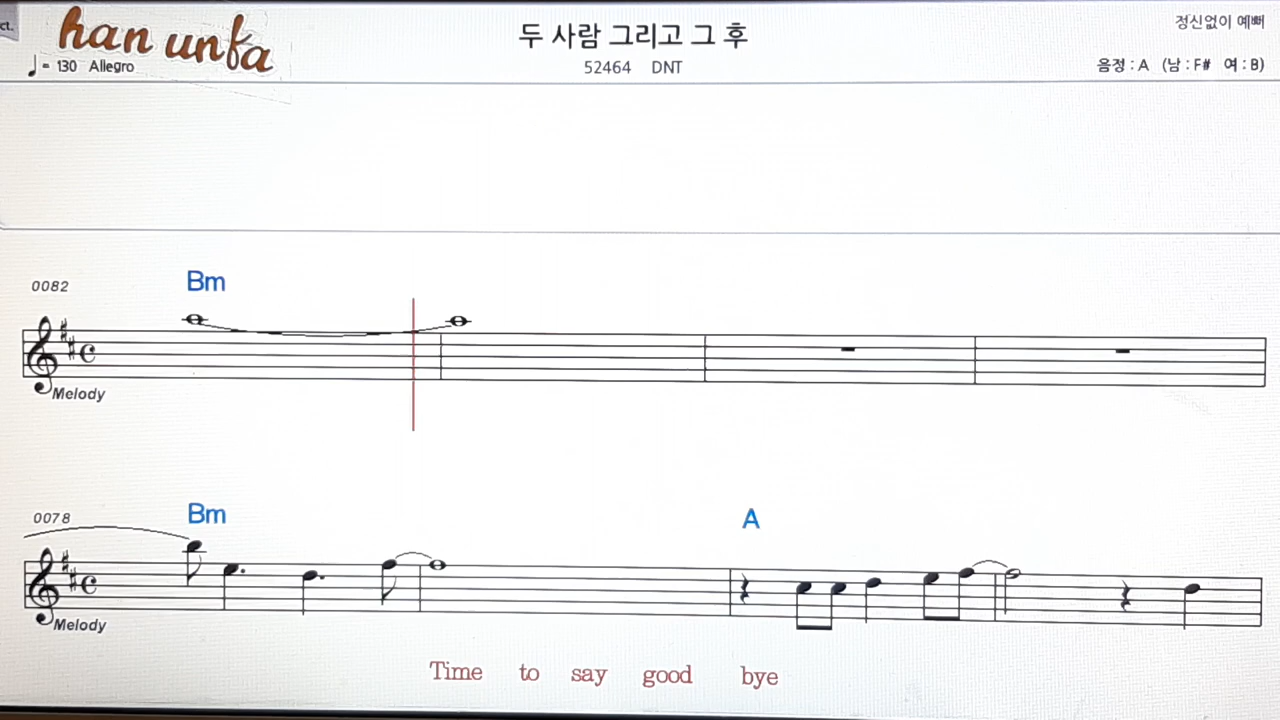 ct.
han unfa
두 사람 그리고 그 후
정신없이 예뻐
♩= 130 Allegro
52464 DNT
음정 : A (남 : F# 여 : B)
0082
Bm
Melody
0078
Bm
A
Melody
Time to say good bye